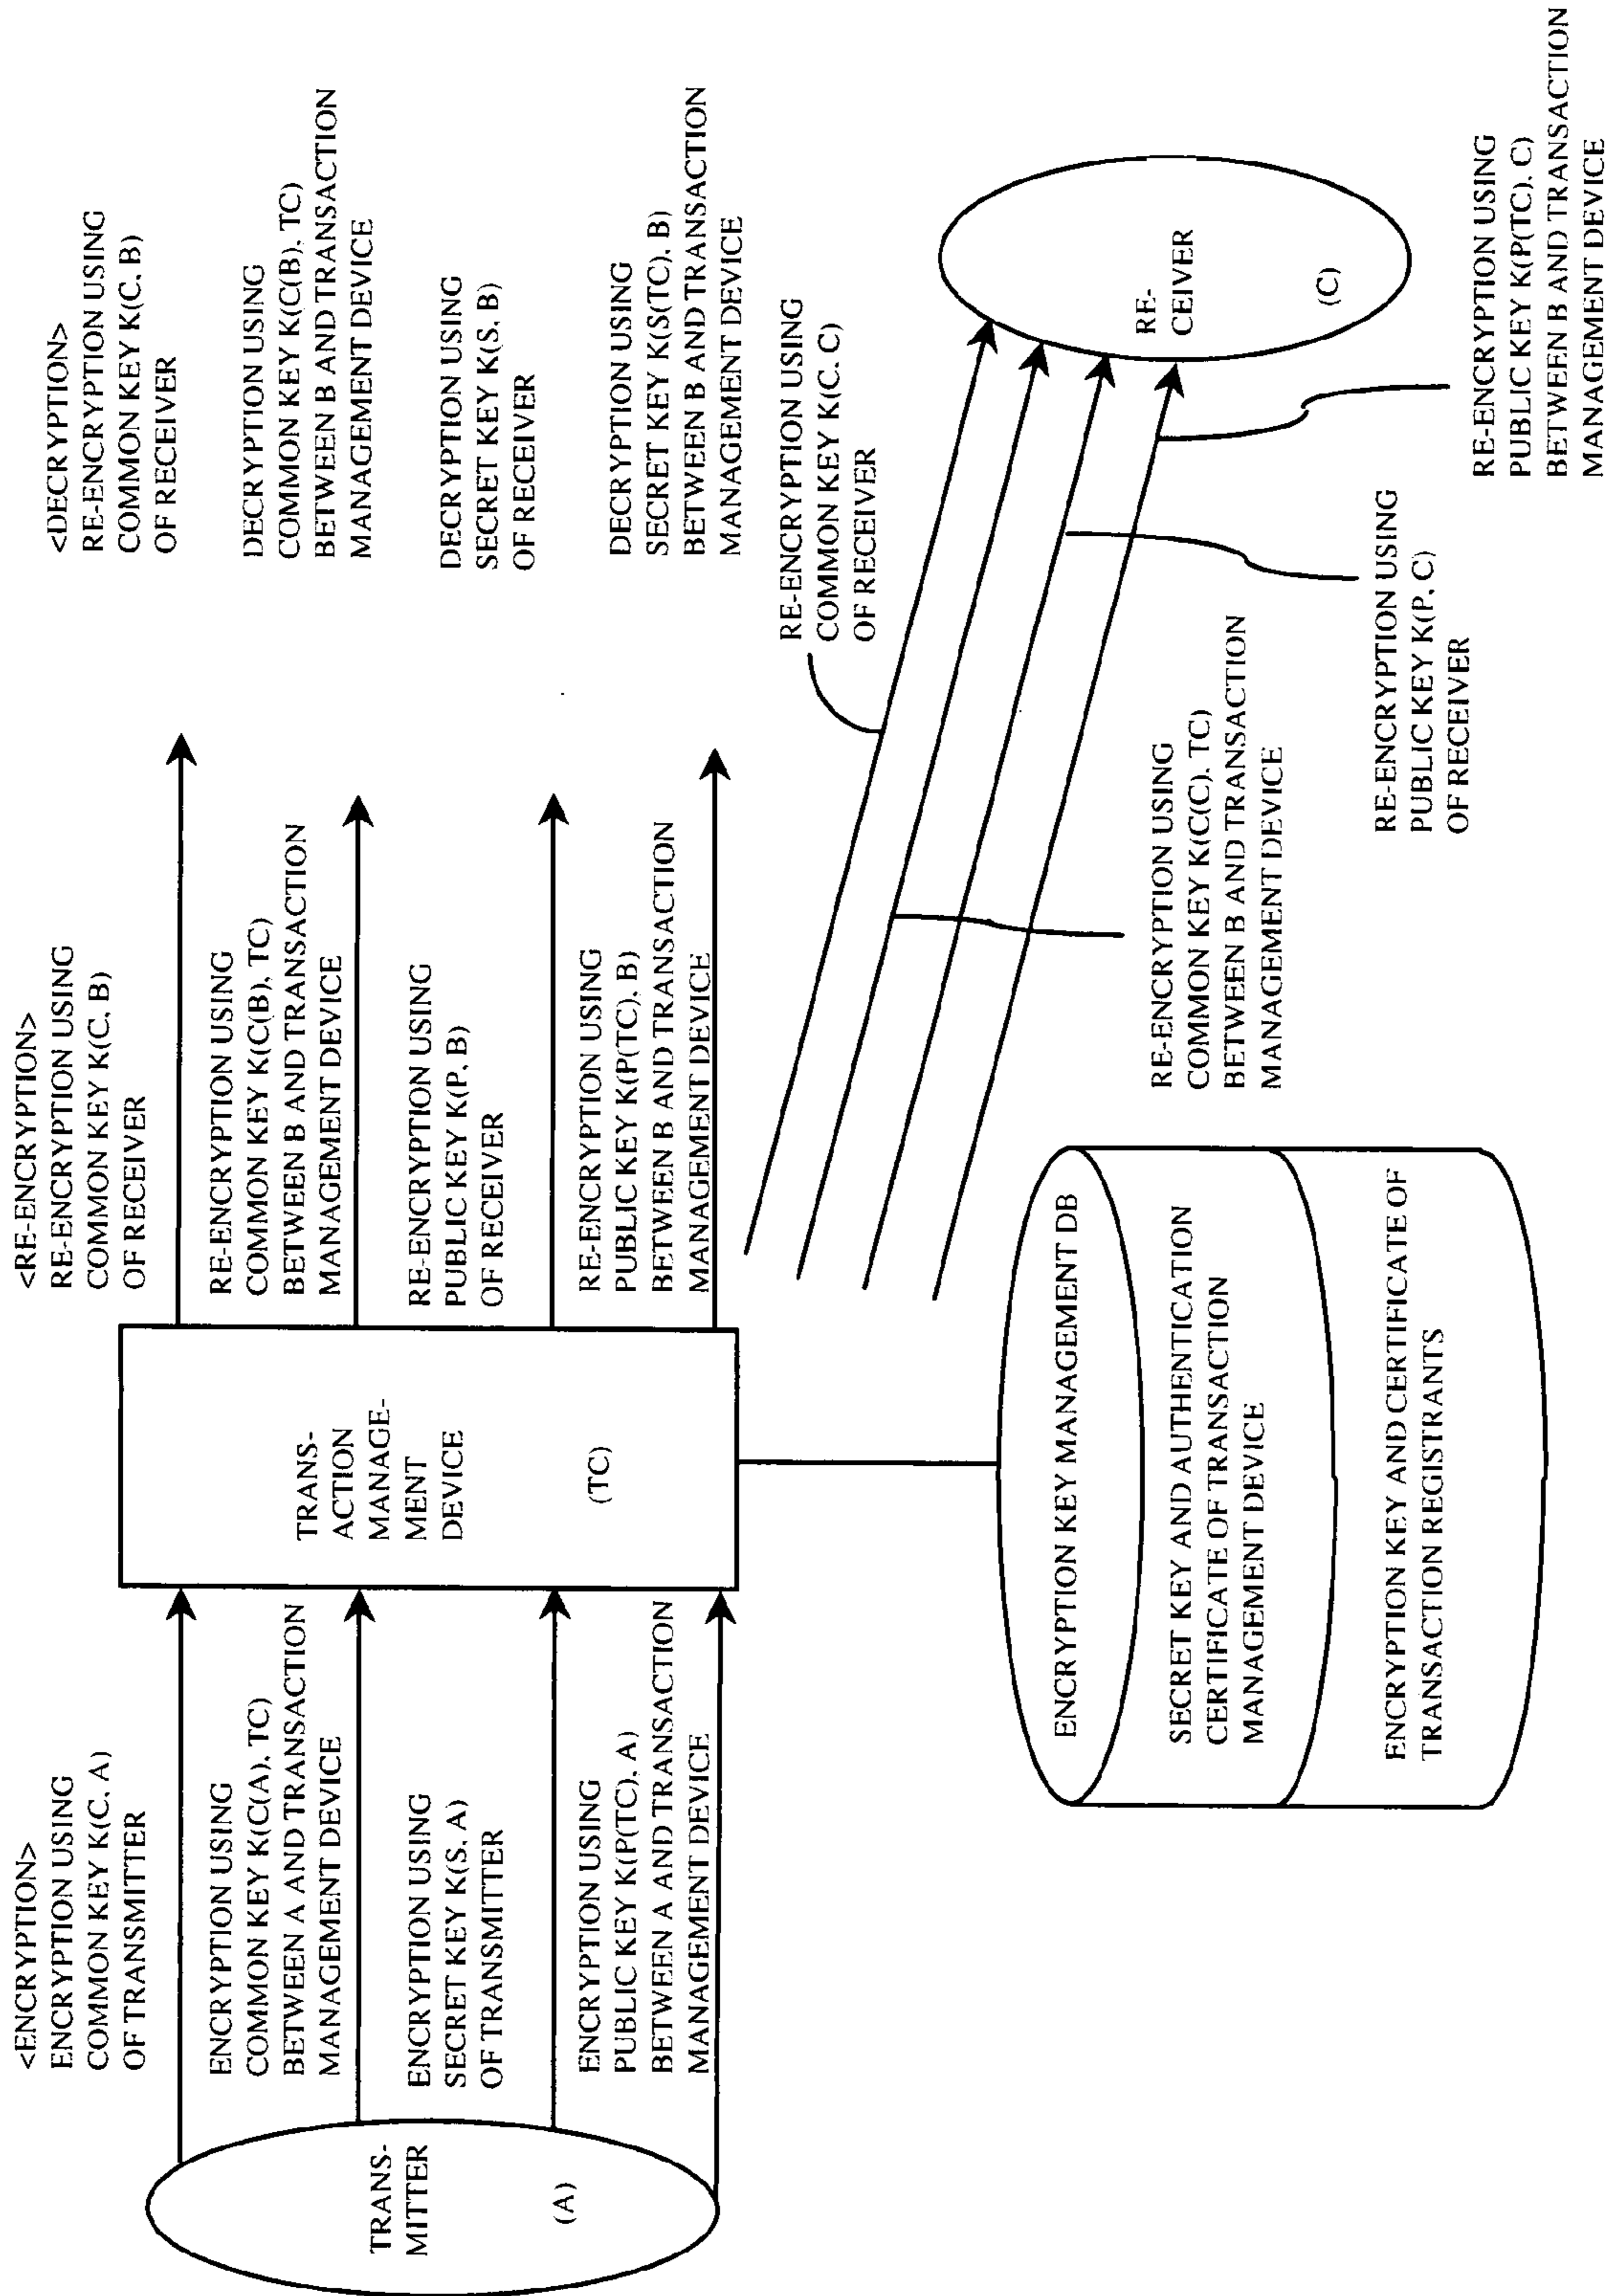 <ENCRYPTION>
ENCRYPTION USING
COMMON KEY K(C, A)
OF TRANSMITTER
ENCRYPTION USING
COMMON KEY K(C(A), TC)
BETWEEN A AND TRANSACTION
MANAGEMENT DEVICE
ENCRYPTION USING
SECRET KEY K(S, A)
OF TRANSMITTER
ENCRYPTION USING
PUBLIC KEY K(P(TC), A)
BETWEEN A AND TRANSACTION
MANAGEMENT DEVICE
TRANS-
MITTER
(A)
TRANS-
ACTION
MANAGE-
MENT
DEVICE
(TC)
<RE-ENCRYPTION>
RE-ENCRYPTION USING
COMMON KEY K(C, B)
OF RECEIVER
RE-ENCRYPTION USING
COMMON KEY K(C(B), TC)
BETWEEN B AND TRANSACTION
MANAGEMENT DEVICE
RE-ENCRYPTION USING
PUBLIC KEY K(P, B)
OF RECEIVER
RE-ENCRYPTION USING
PUBLIC KEY K(P(TC), B)
BETWEEN B AND TRANSACTION
MANAGEMENT DEVICE
<DECRYPTION>
RE-ENCRYPTION USING
COMMON KEY K(C, B)
OF RECEIVER
DECRYPTION USING
COMMON KEY K(C(B), TC)
BETWEEN B AND TRANSACTION
MANAGEMENT DEVICE
DECRYPTION USING
SECRET KEY K(S, B)
OF RECEIVER
DECRYPTION USING
SECRET KEY K(S(TC), B)
BETWEEN B AND TRANSACTION
MANAGEMENT DEVICE
RE-ENCRYPTION USING
COMMON KEY K(C, C)
OF RECEIVER
RE-
CEIVER
(C)
RE-ENCRYPTION USING
COMMON KEY K(C(C), TC)
BETWEEN B AND TRANSACTION
MANAGEMENT DEVICE
RE-ENCRYPTION USING
PUBLIC KEY K(P, C)
OF RECEIVER
RE-ENCRYPTION USING
PUBLIC KEY K(P(TC), C)
BETWEEN B AND TRANSACTION
MANAGEMENT DEVICE
ENCRYPTION KEY MANAGEMENT DB
SECRET KEY AND AUTHENTICATION
CERTIFICATE OF TRANSACTION
MANAGEMENT DEVICE
ENCRYPTION KEY AND CERTIFICATE OF
TRANSACTION REGISTRANTS